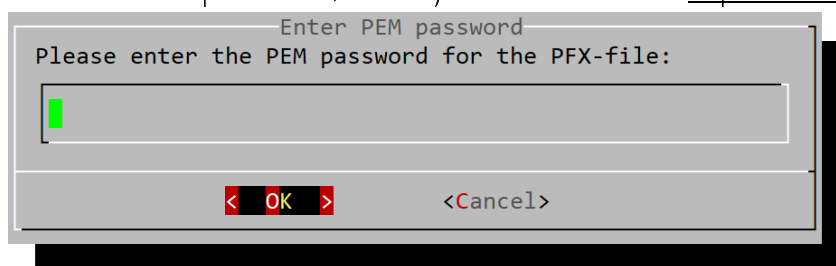 Enter PEM password
Please enter the PEM password for the PFX-file:
< OK > <Cancel>